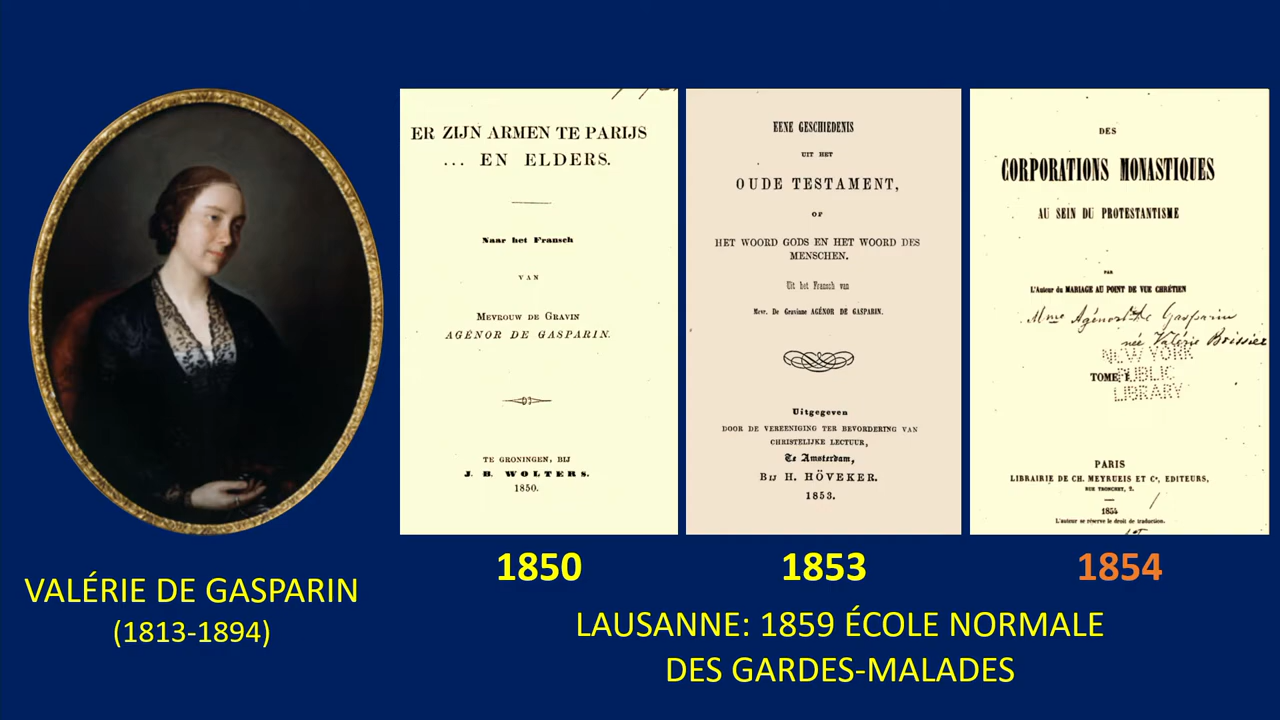 VALÉRIE DE GASPARIN
(1813-1894)
ER ZIJN ARMEN TE PARIJS
... EN ELDERS.
Naar het Fransch
VAN
MEVROUW DE GRAVIN
AGÉNOR DE GASPARIN.
TE GRONINGEN, BIJ
J. B. WOLTERS.
1850.
1850
EENE GESCHIEDENIS
UIT HET
OUDE TESTAMENT,
OF
HET WOORD GODS EN HET WOORD DES
MENSCHEN.
Uit het Fransch van
Mevr. De Gravinne AGÉNOR DE GASPARIN.
Uitgegeven
DOOR DE VEREENIGING TER BEVORDERING VAN
CHRISTELIJKE LECTUUR,
Te Amsterdam,
BIJ H. HÖVEKER.
1853.
1853
DES
CORPORATIONS MONASTIQUES
AU SEIN DU PROTESTANTISME
PAR
L'Auteur du MARIAGE AU POINT DE VUE CHRÉTIEN
Mme Agénor de Gasparin
née Valérie Boissier
NEW YORK
PUBLIC
LIBRARY
TOME I.
PARIS
LIBRAIRIE DE CH. MEYRUEIS ET Cᵉ, EDITEURS,
RUE TRONCHET, 2.
1854
L'auteur se réserve le droit de traduction.
1854
LAUSANNE: 1859 ÉCOLE NORMALE
DES GARDES-MALADES